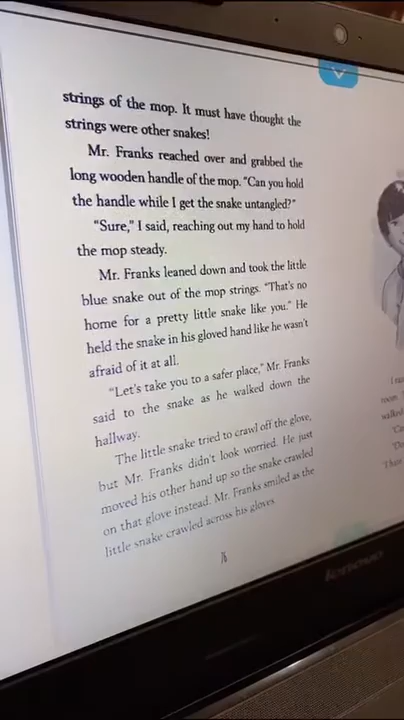 strings of the mop. It must have thought the
strings were other snakes!
Mr. Franks reached over and grabbed the
long wooden handle of the mop. "Can you hold
the handle while I get the snake untangled?"
"Sure," I said, reaching out my hand to hold
the mop steady.
Mr. Franks leaned down and took the little
blue snake out of the mop strings. "That's no
home for a pretty little snake like you." He
held the snake in his gloved hand like he wasn't
afraid of it at all.
"Let's take you to a safer place," Mr. Franks
said to the snake as he walked down the
hallway.
The little snake tried to crawl off the glove,
but Mr. Franks didn't look worried. He just
moved his other hand up so the snake crawled
on that glove instead. Mr. Franks smiled as the
little snake crawled across his gloves.
16
room.
walked
lenovo